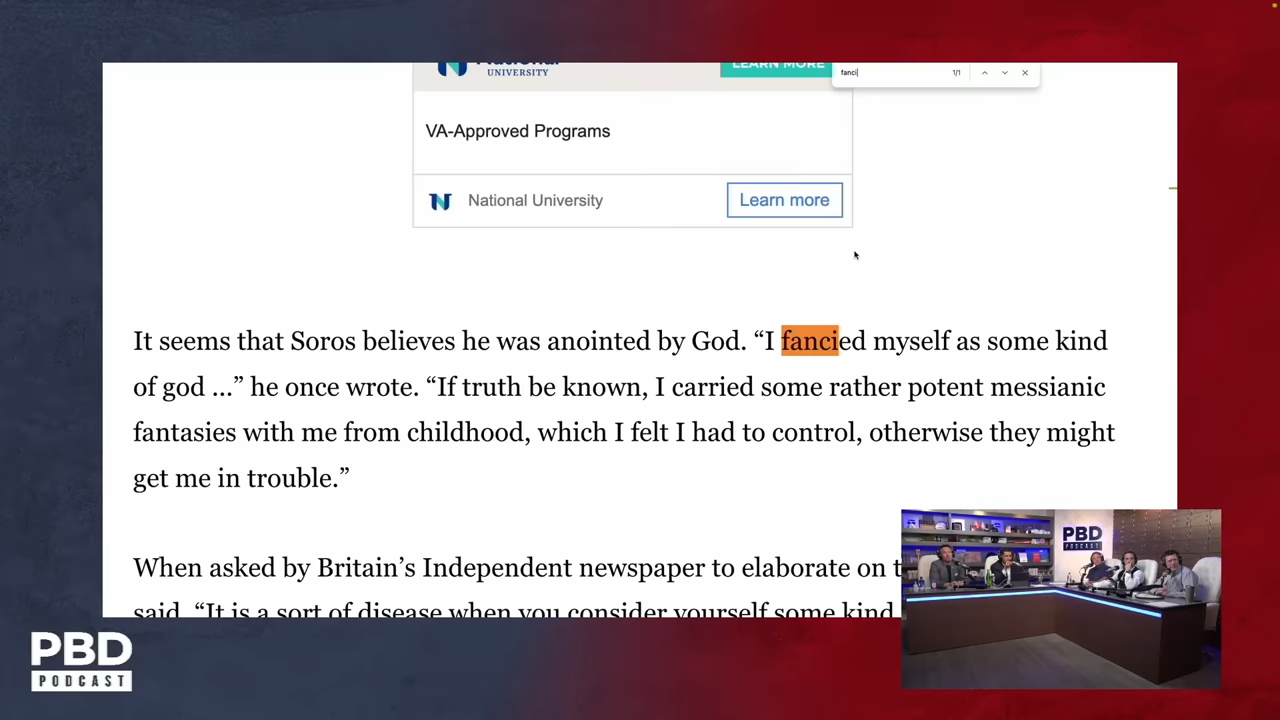 UNIVERSITY
LEARN MORE
fanci
1/1
VA-Approved Programs
National University
Learn more
It seems that Soros believes he was anointed by God. “I fancied myself as some kind
of god ...” he once wrote. “If truth be known, I carried some rather potent messianic
fantasies with me from childhood, which I felt I had to control, otherwise they might
get me in trouble.”
When asked by Britain’s Independent newspaper to elaborate on t
said, “It is a sort of disease when you consider yourself some kind
PBD
PODCAST
PBD
PODCAST